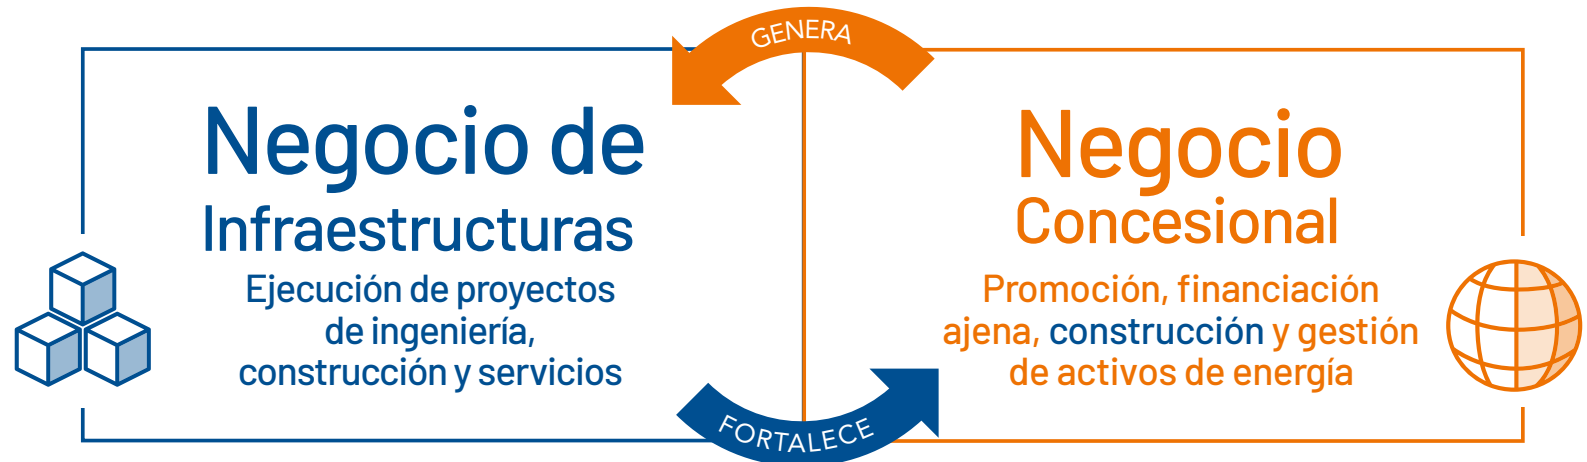 GENERA
Negocio de
Infraestructuras
Ejecución de proyectos
de ingeniería,
construcción y servicios
Negocio
Concesional
Promoción, financiación
ajena, construcción y gestión
de activos de energía
FORTALECE